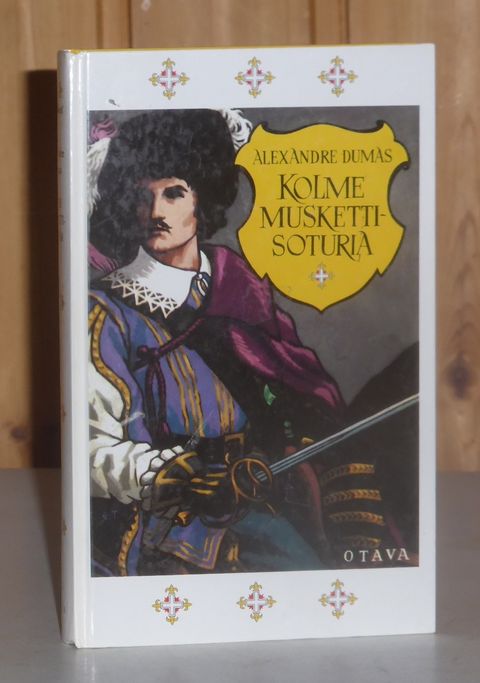 ALEXANDRE DUMAS
KOLME
MUSKETTI-
SOTURIA
OTAVA